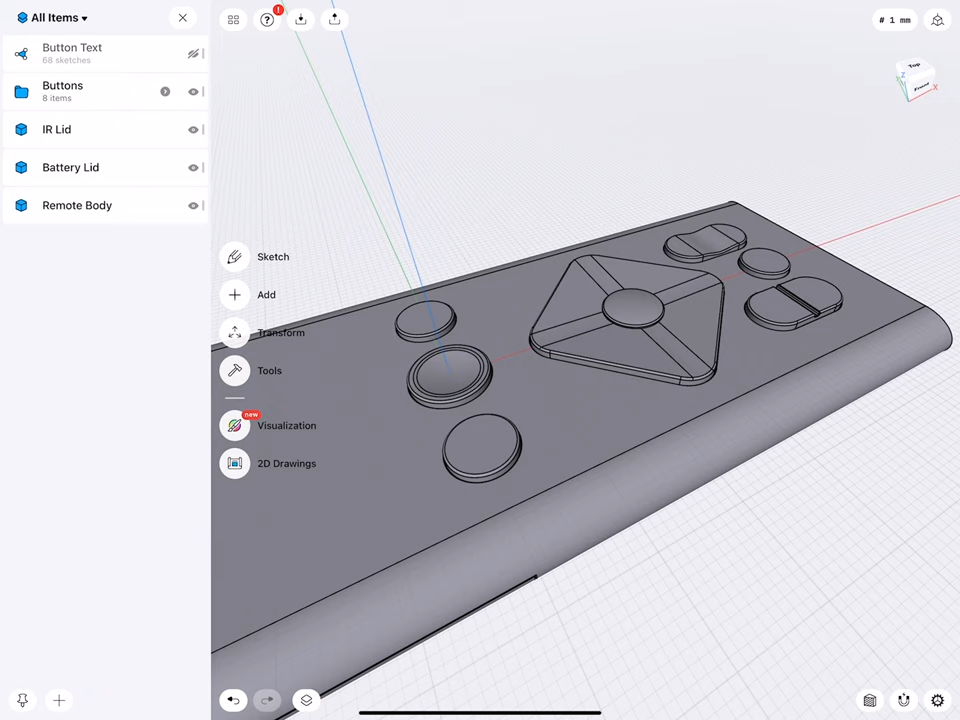 All Items ▾
Button Text
68 sketches
Buttons
8 items
IR Lid
Battery Lid
Remote Body
Sketch
Add
Transform
Tools
new
Visualization
2D Drawings
?
!
# 1 mm
Top
Front
Z
X